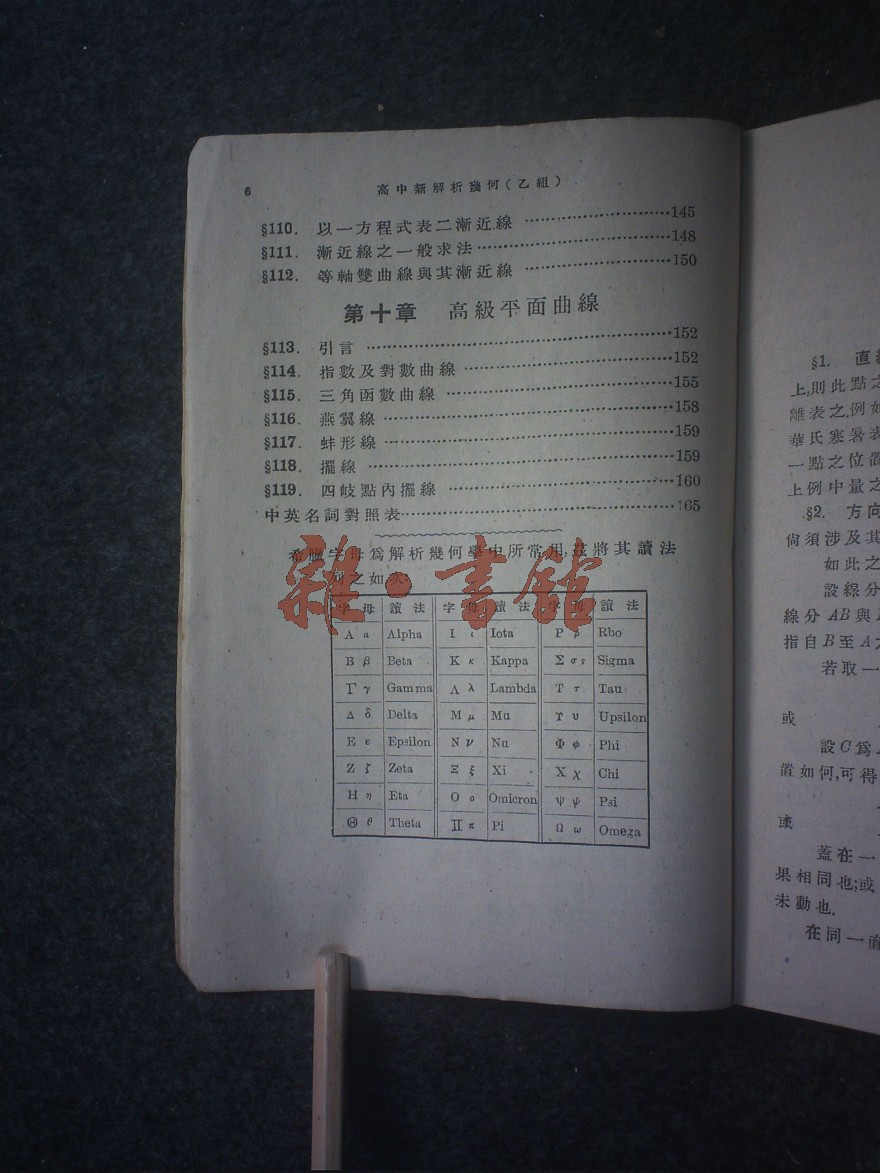 6 高中新解析幾何(乙組)
§110. 以一方程式表二漸近線 ……145
§111. 漸近線之一般求法……148
§112. 等軸雙曲線與其漸近線 ……150
第十章 高級平面曲線
§113. 引言 ……152
§114. 指數及對數曲線……152
§115. 三角函數曲線……155
§116. 燕翼線……158
§117. 蚌形線……159
§118. 擺線……159
§119. 四岐點內擺線……160
中英名詞對照表……165
希臘字母爲解析幾何學中所常用,茲將其讀法
列之如次:
雜·書館
字母 讀法 字母 讀法 字母 讀法
Α α Alpha Ι ι Iota Ρ ρ Rho
Β β Beta Κ κ Kappa Σ σ ς Sigma
Γ γ Gamma Λ λ Lambda Τ τ Tau
Δ δ Delta Μ μ Mu Υ υ Upsilon
Ε ε Epsilon Ν ν Nu Φ φ Phi
Ζ ζ Zeta Ξ ξ Xi Χ χ Chi
Η η Eta Ο ο Omicron Ψ ψ Psi
Θ θ Theta Π π Pi Ω ω Omega
§1. 直
上,則此點之
離表之,例如
華氏寒暑表
一點之位置
上例中量之
§2. 方向
尙須涉及其
如此之
設線分
線分 AB 與
指自 B 至 A
若取一
或
設 C 爲
置如何,可得
或
蓋在一
果相同也;或
未動也.
在同一直